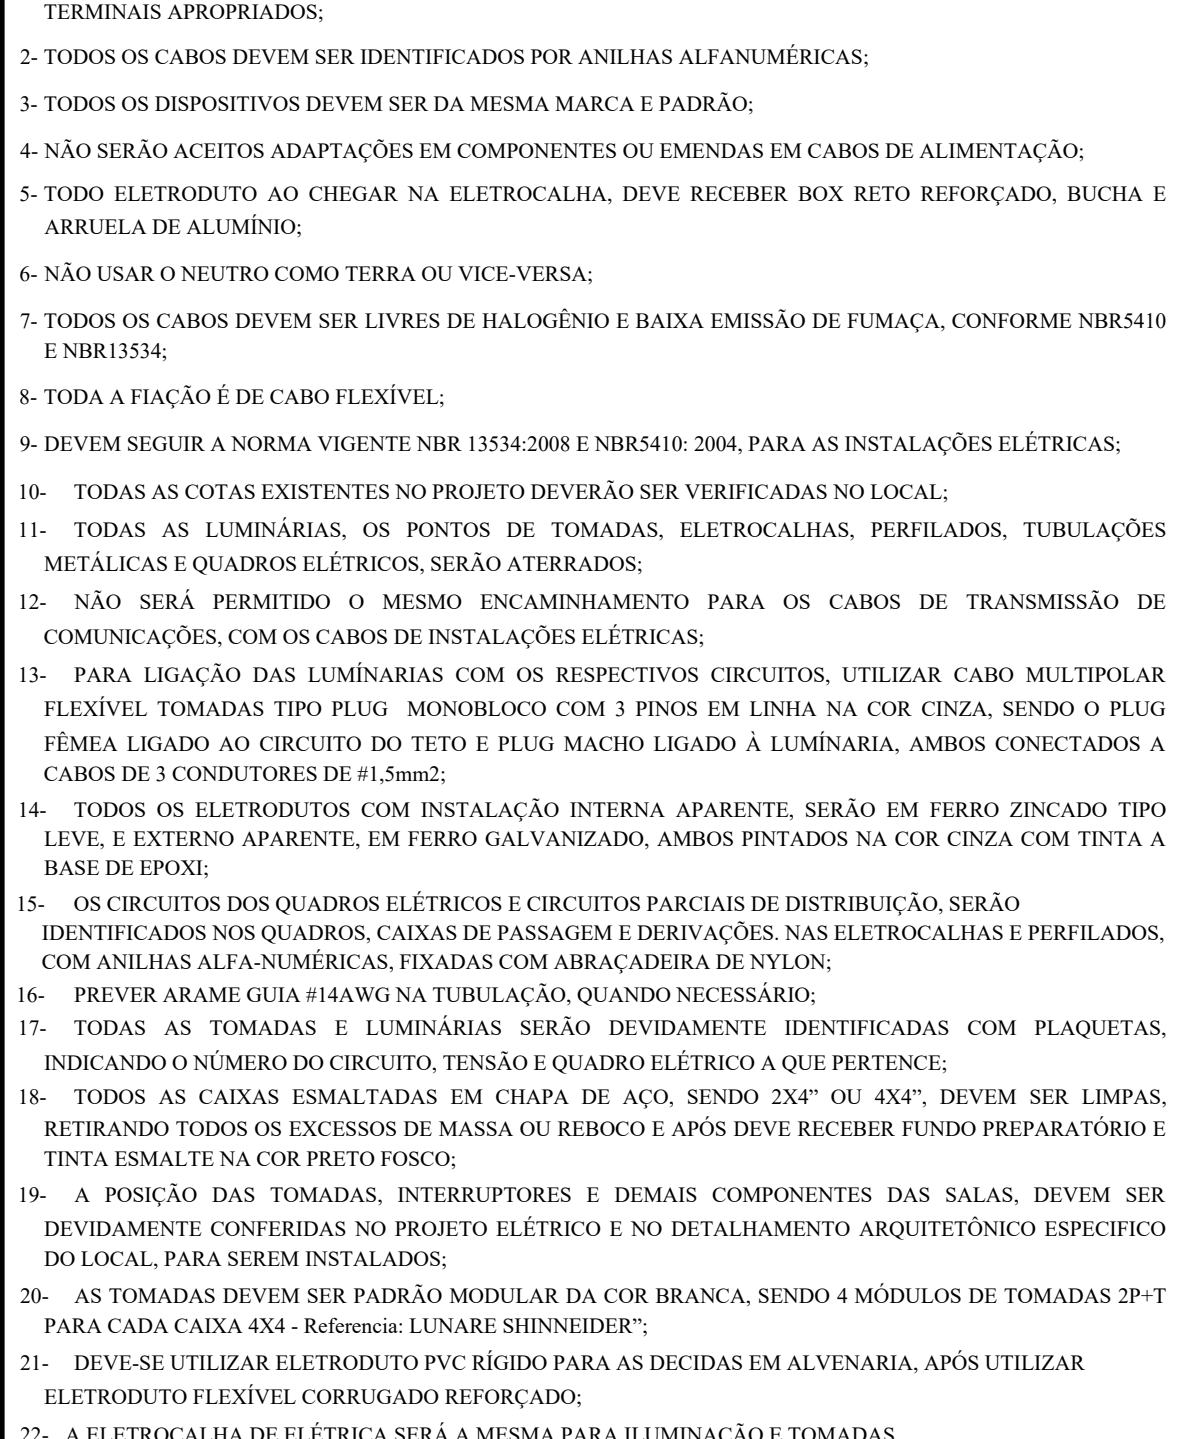 TERMINAIS APROPRIADOS;
2- TODOS OS CABOS DEVEM SER IDENTIFICADOS POR ANILHAS ALFANUMÉRICAS;
3- TODOS OS DISPOSITIVOS DEVEM SER DA MESMA MARCA E PADRÃO;
4- NÃO SERÃO ACEITOS ADAPTAÇÕES EM COMPONENTES OU EMENDAS EM CABOS DE ALIMENTAÇÃO;
5- TODO ELETRODUTO AO CHEGAR NA ELETROCALHA, DEVE RECEBER BOX RETO REFORÇADO, BUCHA E
ARRUELA DE ALUMÍNIO;
6- NÃO USAR O NEUTRO COMO TERRA OU VICE-VERSA;
7- TODOS OS CABOS DEVEM SER LIVRES DE HALOGÊNIO E BAIXA EMISSÃO DE FUMAÇA, CONFORME NBR5410
E NBR13534;
8- TODA A FIAÇÃO É DE CABO FLEXÍVEL;
9- DEVEM SEGUIR A NORMA VIGENTE NBR 13534:2008 E NBR5410: 2004, PARA AS INSTALAÇÕES ELÉTRICAS;
10- TODAS AS COTAS EXISTENTES NO PROJETO DEVERÃO SER VERIFICADAS NO LOCAL;
11- TODAS AS LUMINÁRIAS, OS PONTOS DE TOMADAS, ELETROCALHAS, PERFILADOS, TUBULAÇÕES
METÁLICAS E QUADROS ELÉTRICOS, SERÃO ATERRADOS;
12- NÃO SERÁ PERMITIDO O MESMO ENCAMINHAMENTO PARA OS CABOS DE TRANSMISSÃO DE
COMUNICAÇÕES, COM OS CABOS DE INSTALAÇÕES ELÉTRICAS;
13- PARA LIGAÇÃO DAS LUMÍNARIAS COM OS RESPECTIVOS CIRCUITOS, UTILIZAR CABO MULTIPOLAR
FLEXÍVEL TOMADAS TIPO PLUG MONOBLOCO COM 3 PINOS EM LINHA NA COR CINZA, SENDO O PLUG
FÊMEA LIGADO AO CIRCUITO DO TETO E PLUG MACHO LIGADO À LUMÍNARIA, AMBOS CONECTADOS A
CABOS DE 3 CONDUTORES DE #1,5mm2;
14- TODOS OS ELETRODUTOS COM INSTALAÇÃO INTERNA APARENTE, SERÃO EM FERRO ZINCADO TIPO
LEVE, E EXTERNO APARENTE, EM FERRO GALVANIZADO, AMBOS PINTADOS NA COR CINZA COM TINTA A
BASE DE EPOXI;
15- OS CIRCUITOS DOS QUADROS ELÉTRICOS E CIRCUITOS PARCIAIS DE DISTRIBUIÇÃO, SERÃO
IDENTIFICADOS NOS QUADROS, CAIXAS DE PASSAGEM E DERIVAÇÕES. NAS ELETROCALHAS E PERFILADOS,
COM ANILHAS ALFA-NUMÉRICAS, FIXADAS COM ABRAÇADEIRA DE NYLON;
16- PREVER ARAME GUIA #14AWG NA TUBULAÇÃO, QUANDO NECESSÁRIO;
17- TODAS AS TOMADAS E LUMINÁRIAS SERÃO DEVIDAMENTE IDENTIFICADAS COM PLAQUETAS,
INDICANDO O NÚMERO DO CIRCUITO, TENSÃO E QUADRO ELÉTRICO A QUE PERTENCE;
18- TODOS AS CAIXAS ESMALTADAS EM CHAPA DE AÇO, SENDO 2X4” OU 4X4”, DEVEM SER LIMPAS,
RETIRANDO TODOS OS EXCESSOS DE MASSA OU REBOCO E APÓS DEVE RECEBER FUNDO PREPARATÓRIO E
TINTA ESMALTE NA COR PRETO FOSCO;
19- A POSIÇÃO DAS TOMADAS, INTERRUPTORES E DEMAIS COMPONENTES DAS SALAS, DEVEM SER
DEVIDAMENTE CONFERIDAS NO PROJETO ELÉTRICO E NO DETALHAMENTO ARQUITETÔNICO ESPECIFICO
DO LOCAL, PARA SEREM INSTALADOS;
20- AS TOMADAS DEVEM SER PADRÃO MODULAR DA COR BRANCA, SENDO 4 MÓDULOS DE TOMADAS 2P+T
PARA CADA CAIXA 4X4 - Referencia: LUNARE SHINNEIDER”;
21- DEVE-SE UTILIZAR ELETRODUTO PVC RÍGIDO PARA AS DECIDAS EM ALVENARIA, APÓS UTILIZAR
ELETRODUTO FLEXÍVEL CORRUGADO REFORÇADO;
22- A ELETROCALHA DE ELÉTRICA SERÁ A MESMA PARA ILUMINAÇÃO E TOMADAS